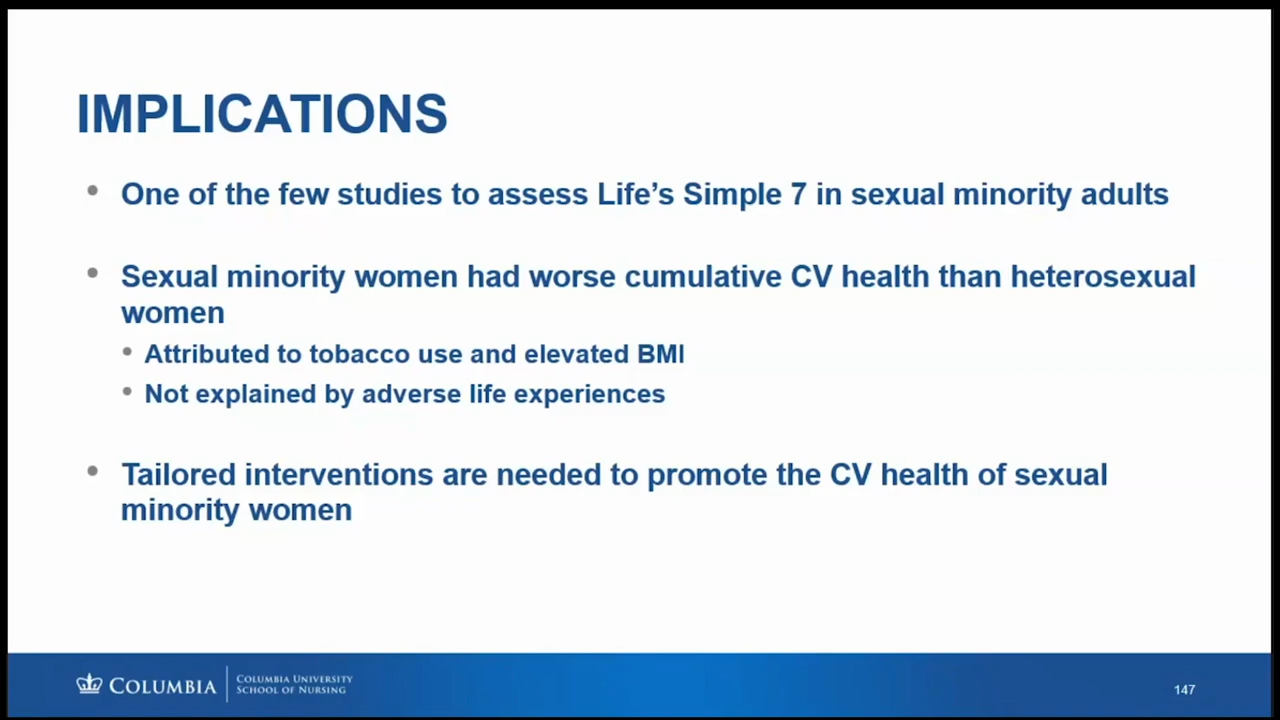 IMPLICATIONS
• One of the few studies to assess Life’s Simple 7 in sexual minority adults
• Sexual minority women had worse cumulative CV health than heterosexual
women
• Attributed to tobacco use and elevated BMI
• Not explained by adverse life experiences
• Tailored interventions are needed to promote the CV health of sexual
minority women
COLUMBIA
COLUMBIA UNIVERSITY
SCHOOL OF NURSING
147